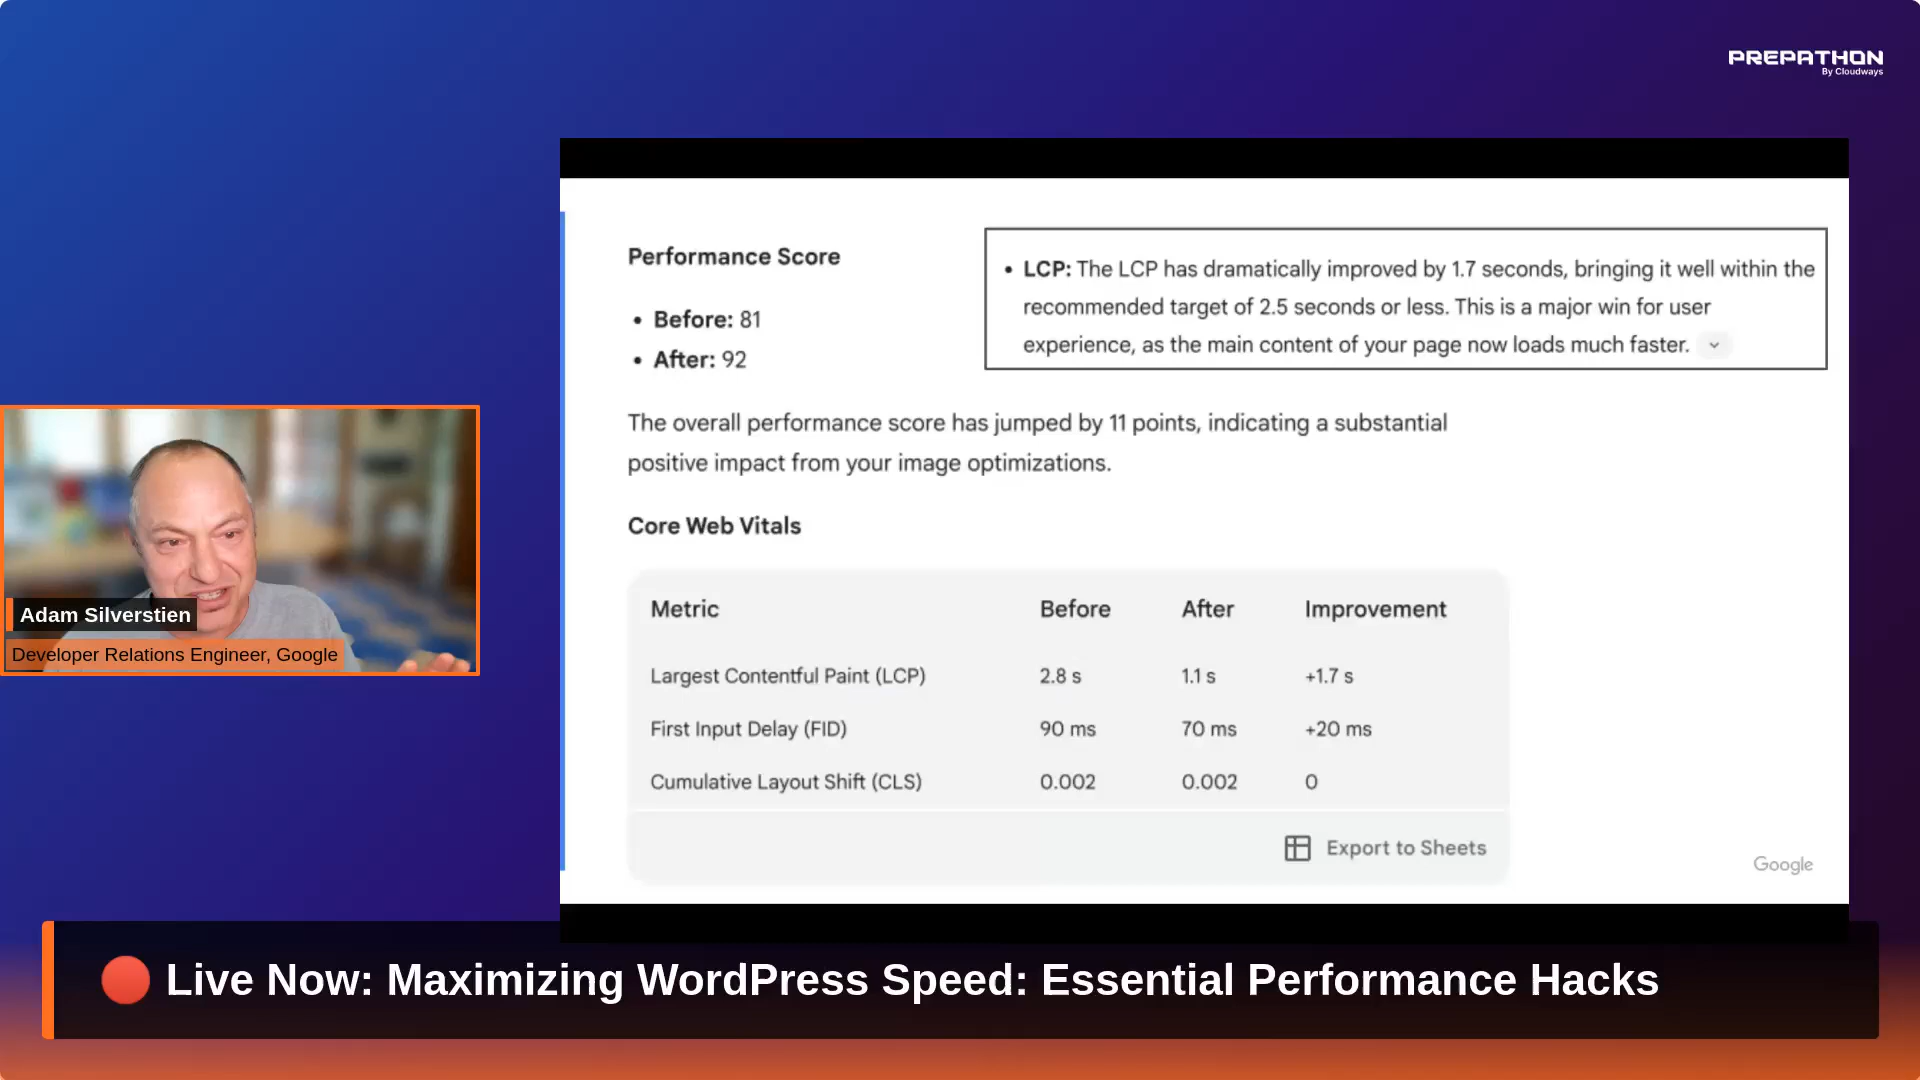 PREPATHON
By Cloudways
Performance Score
• Before: 81
• After: 92
• LCP: The LCP has dramatically improved by 1.7 seconds, bringing it well within the
recommended target of 2.5 seconds or less. This is a major win for user
experience, as the main content of your page now loads much faster.
The overall performance score has jumped by 11 points, indicating a substantial
positive impact from your image optimizations.
Core Web Vitals
Metric Before After Improvement
Largest Contentful Paint (LCP) 2.8 s 1.1 s +1.7 s
First Input Delay (FID) 90 ms 70 ms +20 ms
Cumulative Layout Shift (CLS) 0.002 0.002 0
Export to Sheets
Google
Adam Silverstien
Developer Relations Engineer, Google
Live Now: Maximizing WordPress Speed: Essential Performance Hacks